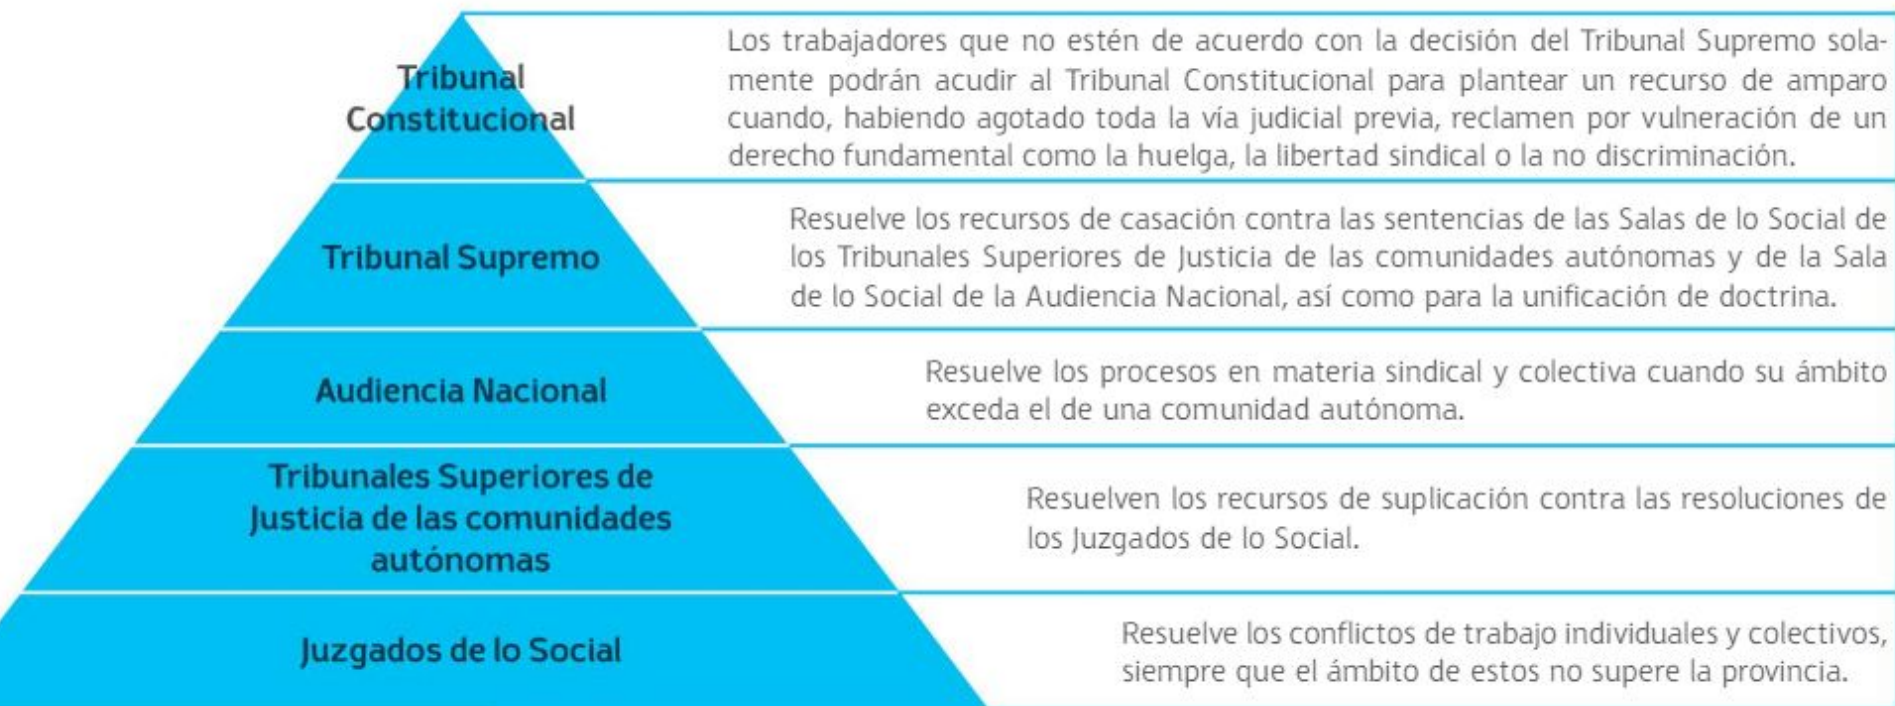 Tribunal
Constitucional
Los trabajadores que no estén de acuerdo con la decisión del Tribunal Supremo sola-
mente podrán acudir al Tribunal Constitucional para plantear un recurso de amparo
cuando, habiendo agotado toda la vía judicial previa, reclamen por vulneración de un
derecho fundamental como la huelga, la libertad sindical o la no discriminación.
Tribunal Supremo
Resuelve los recursos de casación contra las sentencias de las Salas de lo Social de
los Tribunales Superiores de Justicia de las comunidades autónomas y de la Sala
de lo Social de la Audiencia Nacional, así como para la unificación de doctrina.
Audiencia Nacional
Resuelve los procesos en materia sindical y colectiva cuando su ámbito
exceda el de una comunidad autónoma.
Tribunales Superiores de
Justicia de las comunidades
autónomas
Resuelven los recursos de suplicación contra las resoluciones de
los Juzgados de lo Social.
Juzgados de lo Social
Resuelve los conflictos de trabajo individuales y colectivos,
siempre que el ámbito de estos no supere la provincia.